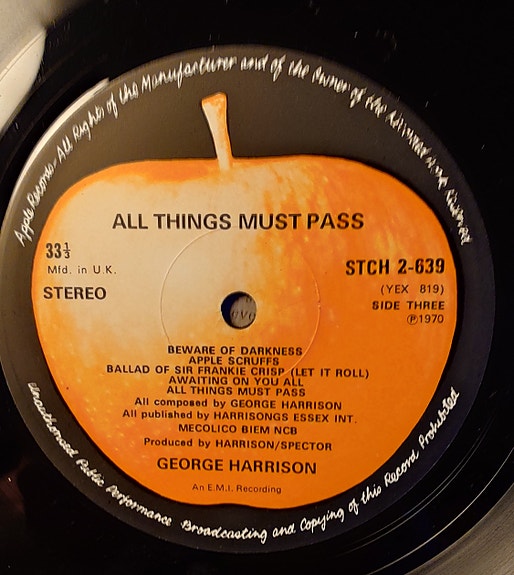 Apple Records-All Rights of the Manufacturer and of the Owner of the Recorded Work Reserved
ALL THINGS MUST PASS
33⅓
Mfd. in U.K.
STEREO
STCH 2-639
(YEX 819)
SIDE THREE
Ⓟ1970
BEWARE OF DARKNESS
APPLE SCRUFFS
BALLAD OF SIR FRANKIE CRISP (LET IT ROLL)
AWAITING ON YOU ALL
ALL THINGS MUST PASS
All composed by GEORGE HARRISON
All published by HARRISONGS ESSEX INT.
MECOLICO BIEM NCB
Produced by HARRISON/SPECTOR
GEORGE HARRISON
An E.M.I. Recording
Unauthorised Public Performance Broadcasting and Copying of this Record Prohibited